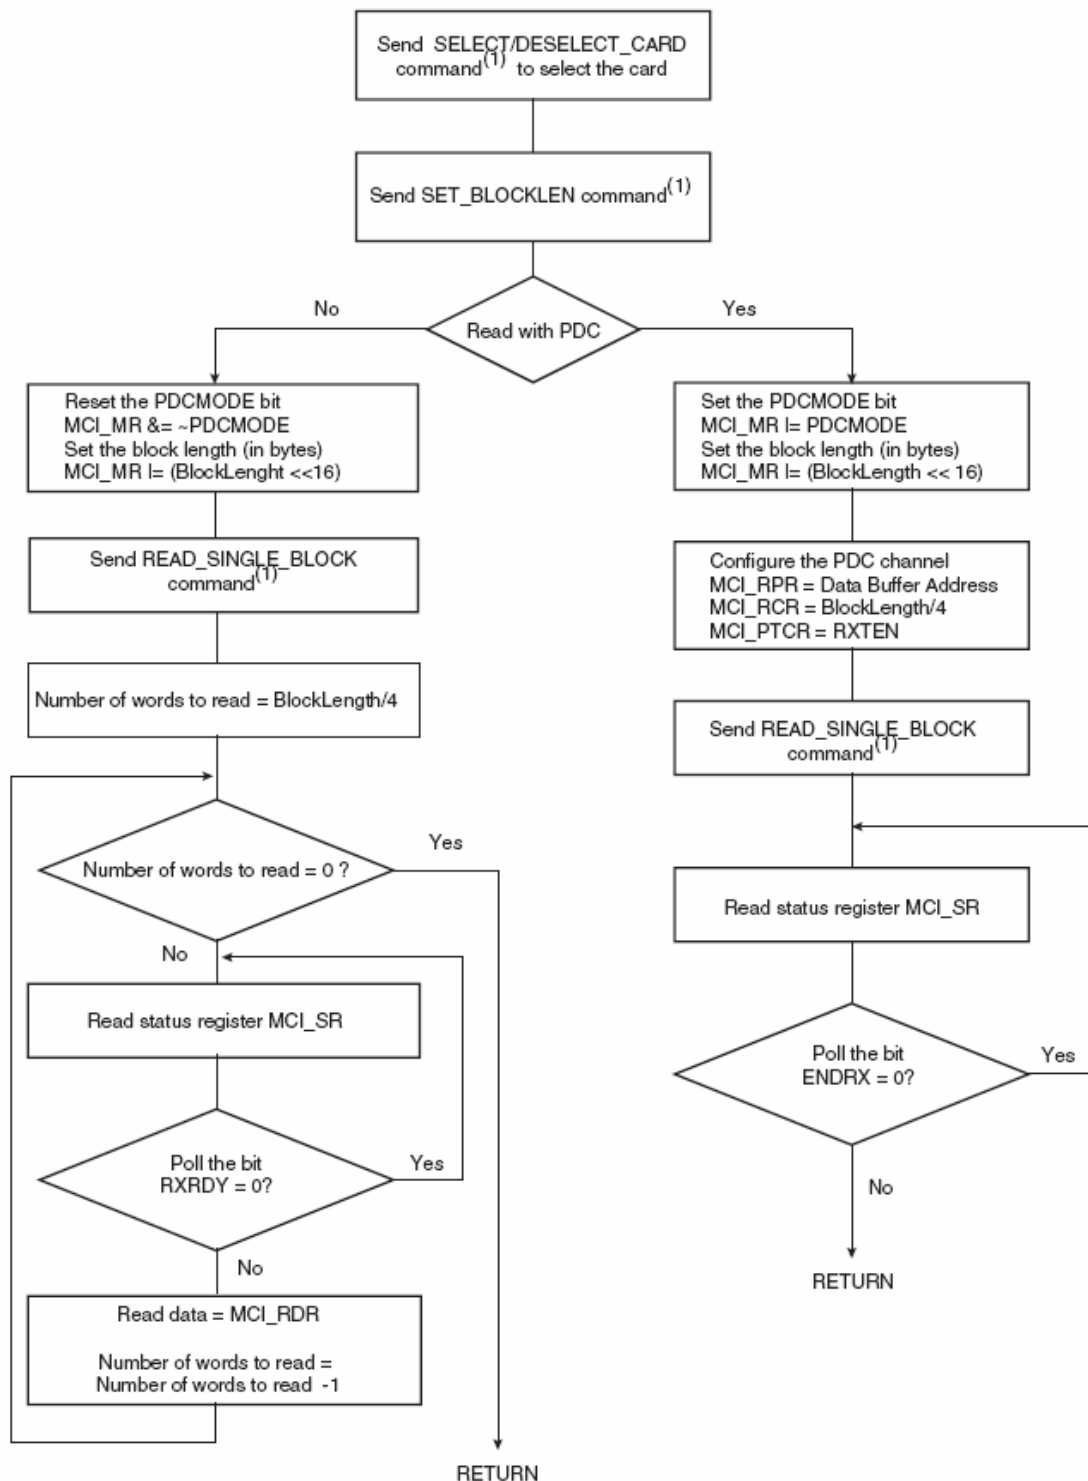 Send SELECT/DESELECT_CARD
command(1) to select the card
Send SET_BLOCKLEN command(1)
No
Yes
Read with PDC
Reset the PDCMODE bit
MCI_MR &= ~PDCMODE
Set the block length (in bytes)
MCI_MR |= (BlockLenght <<16)
Set the PDCMODE bit
MCI_MR |= PDCMODE
Set the block length (in bytes)
MCI_MR |= (BlockLength << 16)
Send READ_SINGLE_BLOCK
command(1)
Configure the PDC channel
MCI_RPR = Data Buffer Address
MCI_RCR = BlockLength/4
MCI_PTCR = RXTEN
Number of words to read = BlockLength/4
Send READ_SINGLE_BLOCK
command(1)
Number of words to read = 0 ?
Yes
No
Read status register MCI_SR
Read status register MCI_SR
Poll the bit
RXRDY = 0?
Yes
No
Poll the bit
ENDRX = 0?
Yes
No
RETURN
Read data = MCI_RDR
Number of words to read =
Number of words to read -1
RETURN